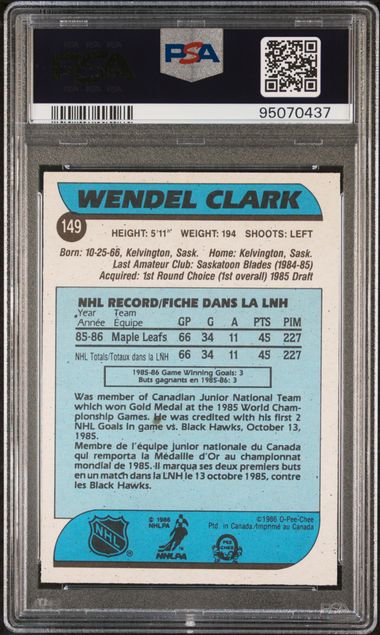 PSA
PSA
95070437
WENDEL CLARK
149
HEIGHT: 5'11" WEIGHT: 194 SHOOTS: LEFT
Born: 10-25-66, Kelvington, Sask. Home: Kelvington, Sask.
Last Amateur Club: Saskatoon Blades (1984-85)
Acquired: 1st Round Choice (1st overall) 1985 Draft
NHL RECORD/FICHE DANS LA LNH
Year Team
Année Équipe GP G A PTS PIM
85-86 Maple Leafs 66 34 11 45 227
NHL Totals/Totaux dans la LNH 66 34 11 45 227
1985-86 Game Winning Goals: 3
Buts gagnants en 1985-86: 3
Was member of Canadian Junior National Team
which won Gold Medal at the 1985 World Cham-
pionship Games. He was credited with his first 2
NHL Goals in game vs. Black Hawks, October 13,
1985.
Membre de l'équipe junior nationale du Canada
qui remporta la Médaille d'Or au championnat
mondial de 1985. Il marqua ses deux premiers buts
en un match dans la LNH le 13 octobre 1985, contre
les Black Hawks.
NHL
© 1986
NHLPA
NHLPA
O PEE CHEE
©1986 O-Pee-Chee
Ptd. in Canada/Imprimé au Canada
PSA